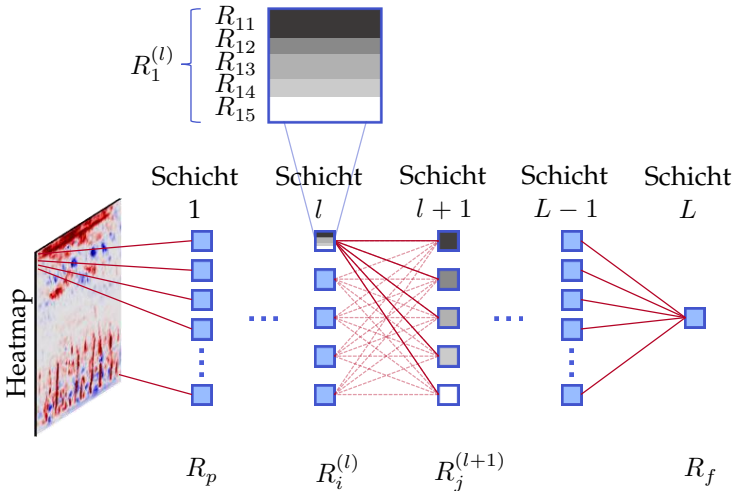 R_{11}
R_{12}
R_1^{(l)} R_{13}
R_{14}
R_{15}
Schicht Schicht Schicht Schicht Schicht
1 l l + 1 L − 1 L
Heatmap
R_p R_i^{(l)} R_j^{(l+1)} R_f